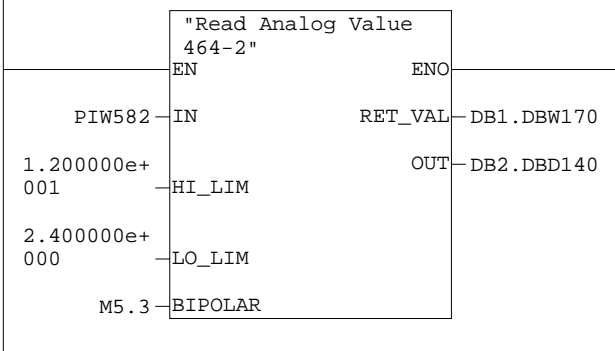 "Read Analog Value
464-2"
EN ENO
PIW582 IN RET_VAL DB1.DBW170
1.200000e+ OUT DB2.DBD140
001 HI_LIM
2.400000e+
000 LO_LIM
M5.3 BIPOLAR